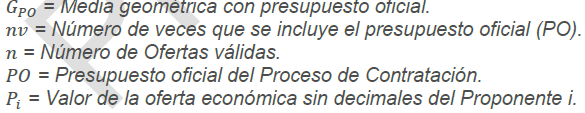 G_PO = Media geométrica con presupuesto oficial.
nv = Número de veces que se incluye el presupuesto oficial (PO).
n = Número de Ofertas válidas.
PO = Presupuesto oficial del Proceso de Contratación.
P_i = Valor de la oferta económica sin decimales del Proponente i.